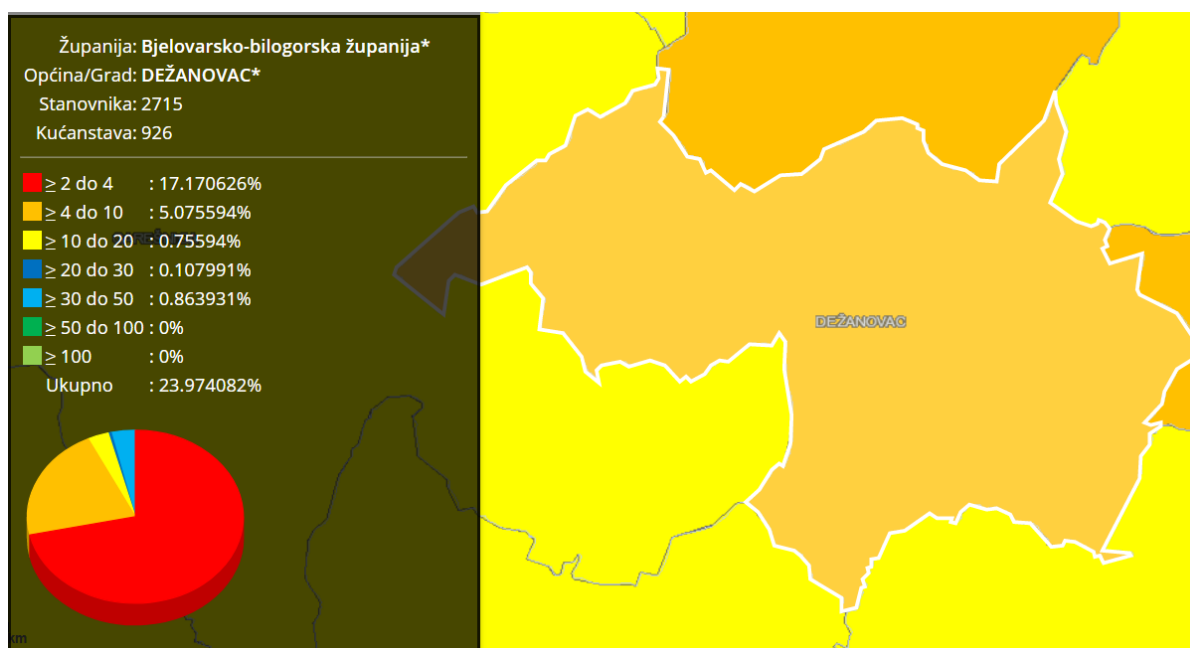 Županija: Bjelovarsko-bilogorska županija*
Općina/Grad: DEŽANOVAC*
Stanovnika: 2715
Kućanstava: 926
≥ 2 do 4 : 17.170626%
≥ 4 do 10 : 5.075594%
≥ 10 do 20 : 0.75594%
≥ 20 do 30 : 0.107991%
≥ 30 do 50 : 0.863931%
≥ 50 do 100 : 0%
≥ 100 : 0%
Ukupno : 23.974082%
DEŽANOVAC
km